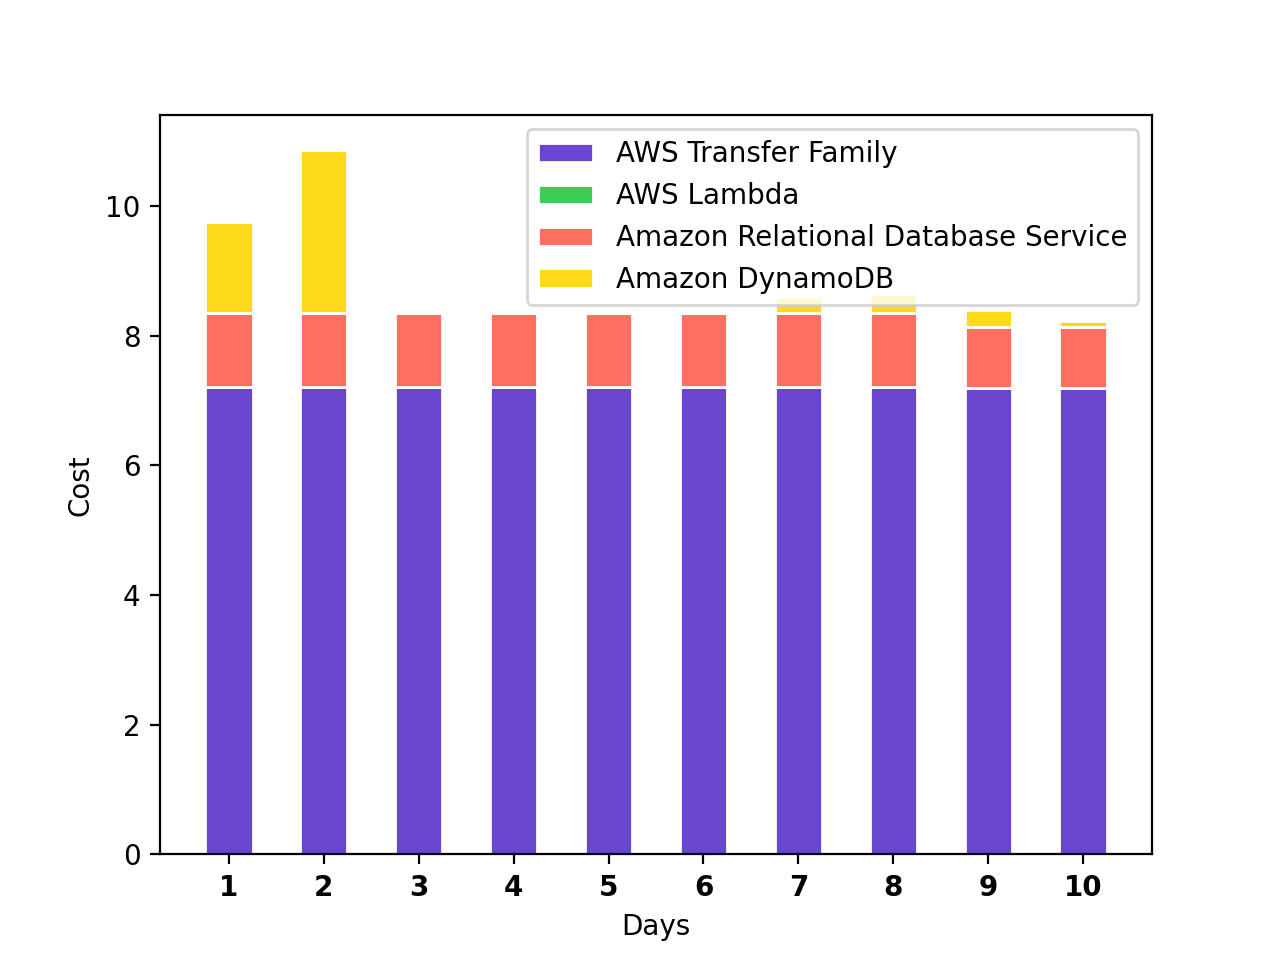 AWS Transfer Family
AWS Lambda
Amazon Relational Database Service
Amazon DynamoDB
10
8
6
4
2
0
Cost
1 2 3 4 5 6 7 8 9 10
Days